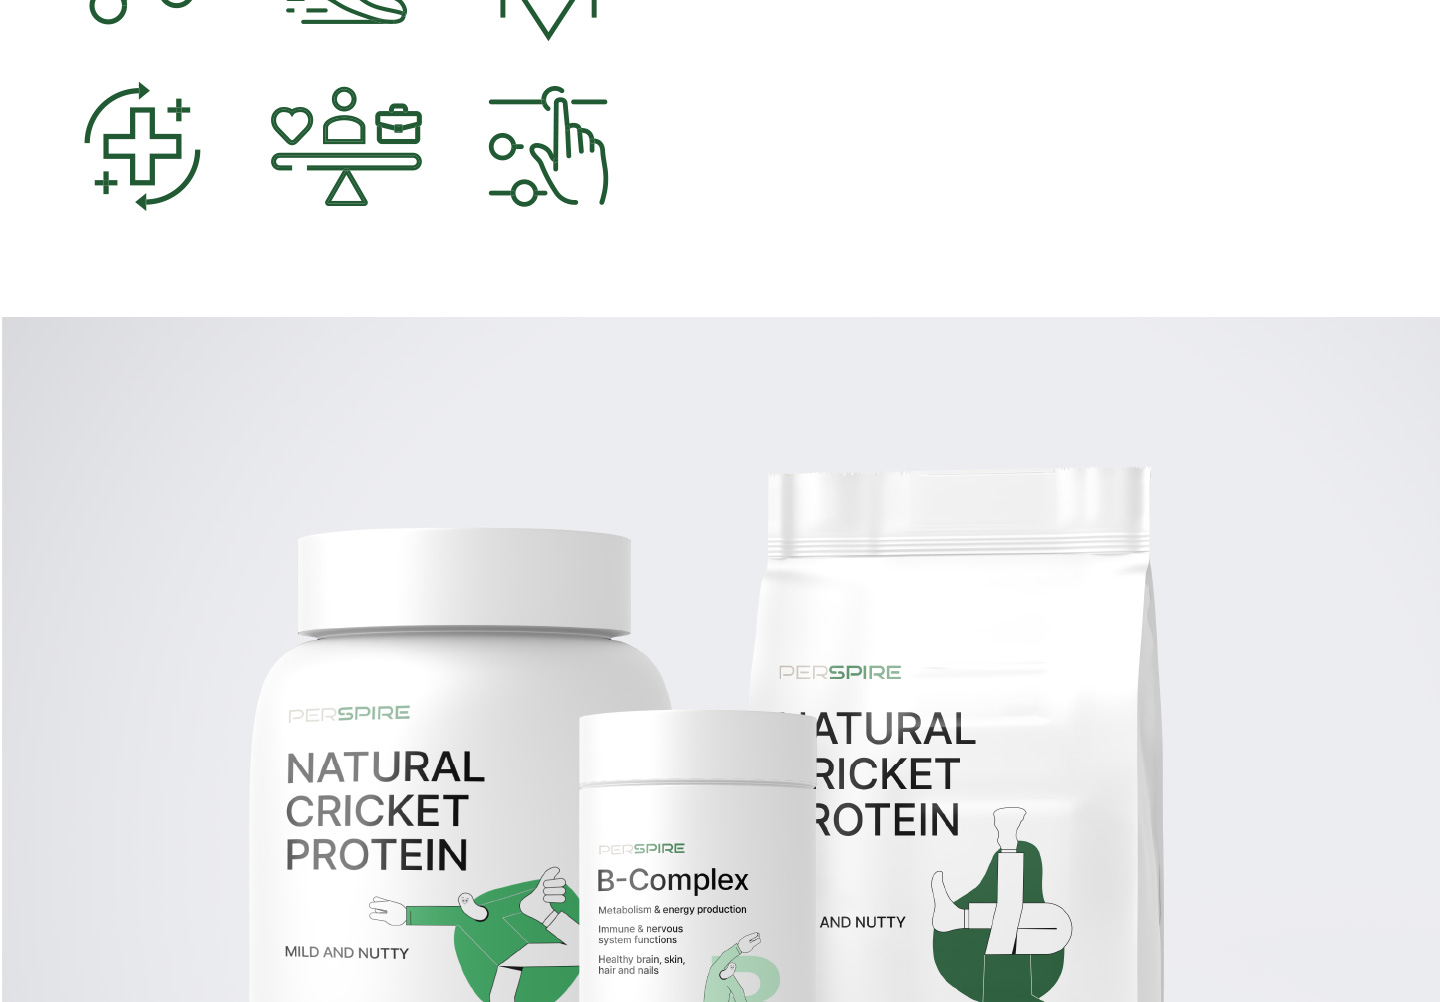 PERSPIRE
NATURAL
CRICKET
PROTEIN
MILD AND NUTTY
PERSPIRE
B-Complex
Metabolism & energy production
Immune & nervous
system functions
Healthy brain, skin,
hair and nails
PERSPIRE
NATURAL
RICKET
ROTEIN
AND NUTTY